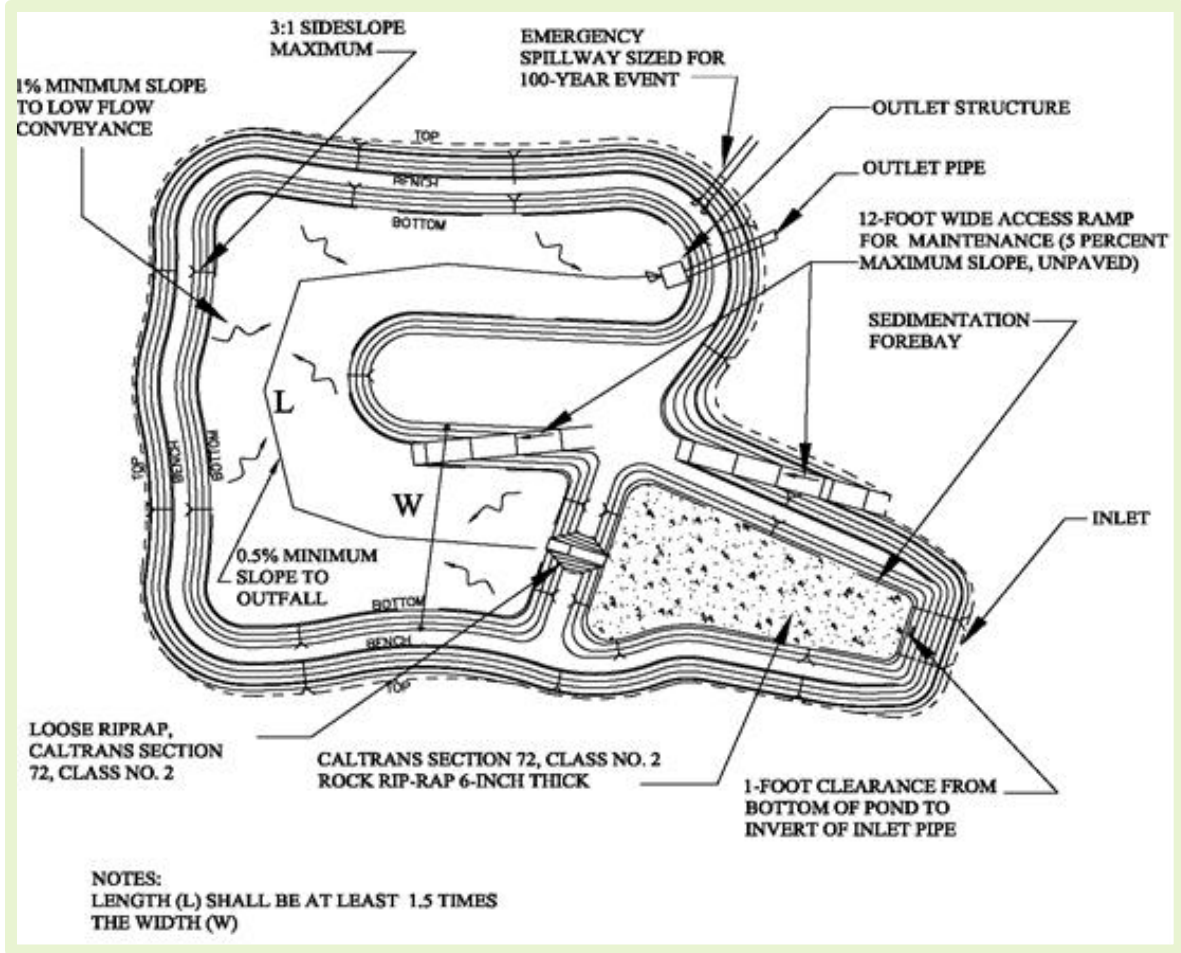 3:1 SIDESLOPE
MAXIMUM
EMERGENCY
SPILLWAY SIZED FOR
100-YEAR EVENT
1% MINIMUM SLOPE
TO LOW FLOW
CONVEYANCE
OUTLET STRUCTURE
OUTLET PIPE
12-FOOT WIDE ACCESS RAMP
FOR MAINTENANCE (5 PERCENT
MAXIMUM SLOPE, UNPAVED)
SEDIMENTATION
FOREBAY
TOP
BENCH
BOTTOM
TOP
BENCH
BOTTOM
L
W
INLET
0.5% MINIMUM
SLOPE TO
OUTFALL
BOTTOM
BENCH
TOP
LOOSE RIPRAP,
CALTRANS SECTION
72, CLASS NO. 2
CALTRANS SECTION 72, CLASS NO. 2
ROCK RIP-RAP 6-INCH THICK
1-FOOT CLEARANCE FROM
BOTTOM OF POND TO
INVERT OF INLET PIPE
NOTES:
LENGTH (L) SHALL BE AT LEAST 1.5 TIMES
THE WIDTH (W)